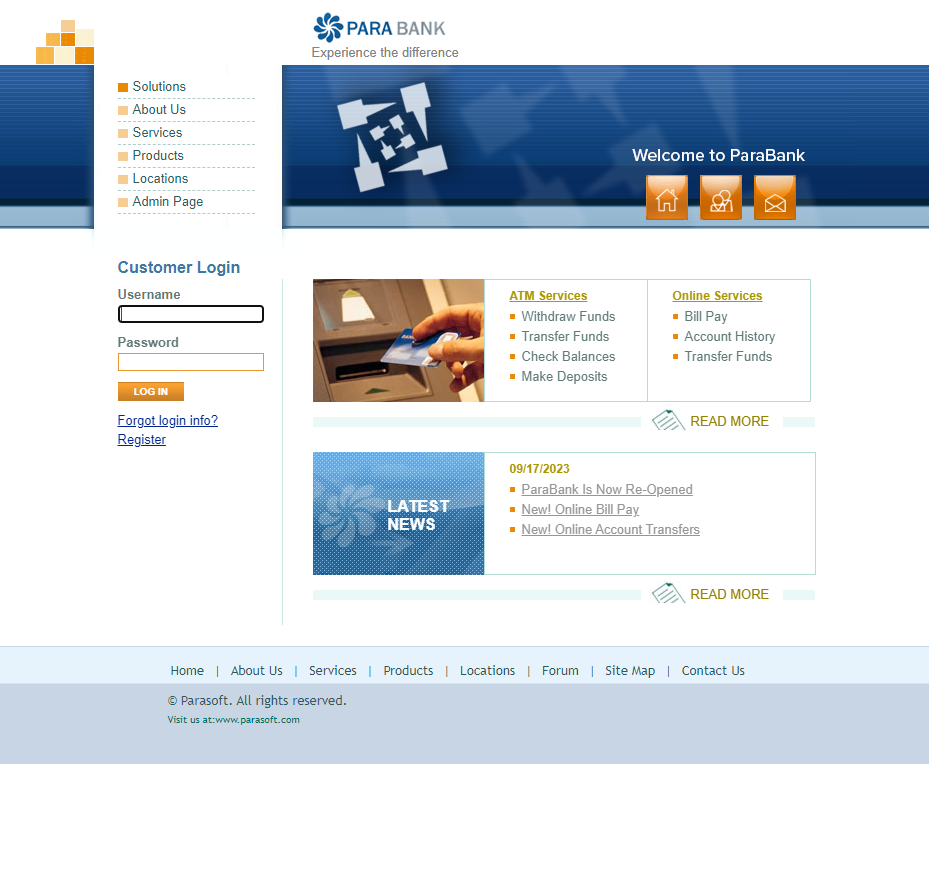 PARA BANK
Experience the difference
Solutions
About Us
Services
Products
Locations
Admin Page
Welcome to ParaBank
Customer Login
Username
Password
LOG IN
Forgot login info?
Register
ATM Services
Withdraw Funds
Transfer Funds
Check Balances
Make Deposits
Online Services
Bill Pay
Account History
Transfer Funds
READ MORE
LATEST
NEWS
09/17/2023
ParaBank Is Now Re-Opened
New! Online Bill Pay
New! Online Account Transfers
READ MORE
Home | About Us | Services | Products | Locations | Forum | Site Map | Contact Us
© Parasoft. All rights reserved.
Visit us at:www.parasoft.com